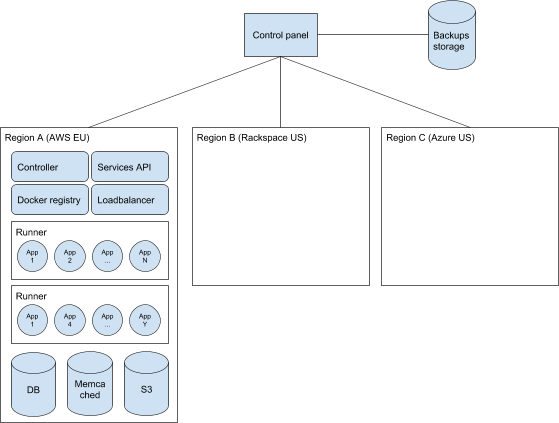 Control panel
Backups
storage
Region A (AWS EU)
Region B (Rackspace US)
Region C (Azure US)
Controller
Services API
Docker registry
Loadbalancer
Runner
App
1
App
2
App
...
App
N
Runner
App
1
App
4
App
...
App
Y
DB
Memca
ched
S3